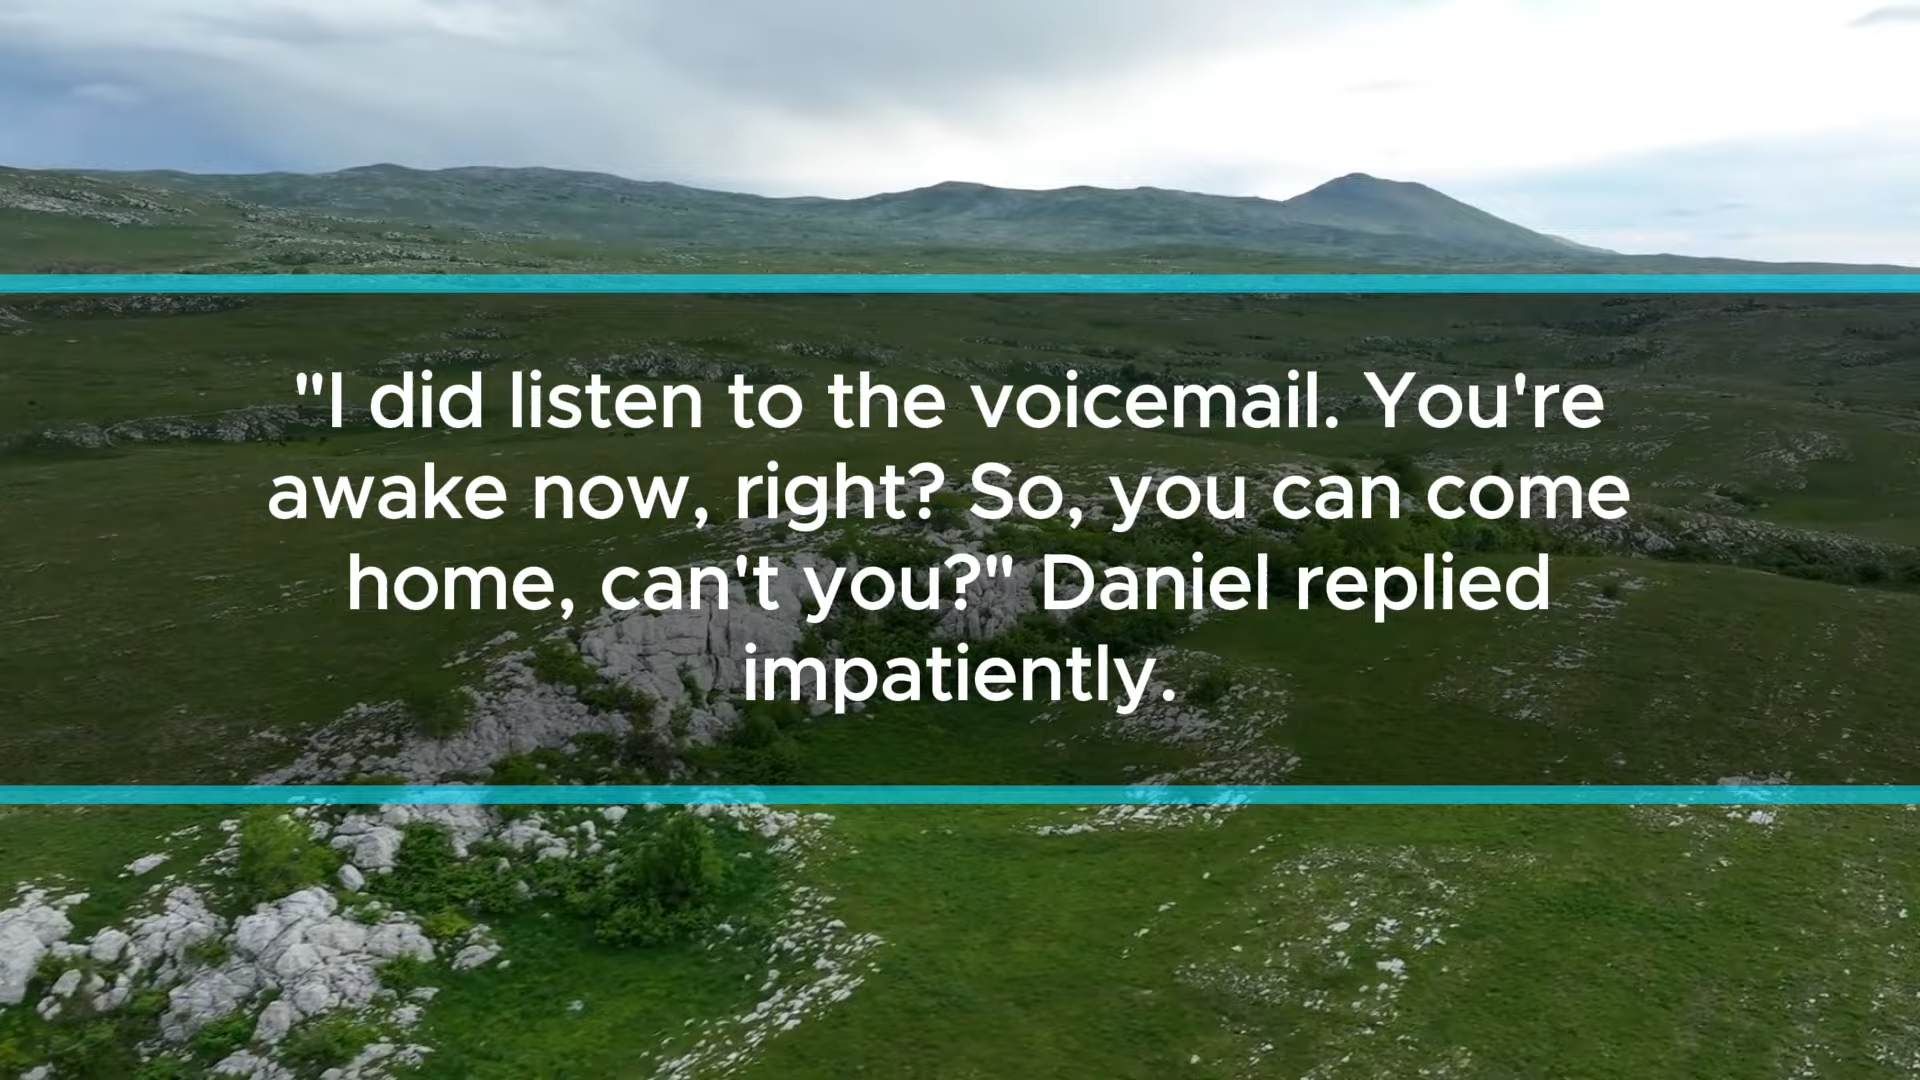 "I did listen to the voicemail. You're
awake now, right? So, you can come
home, can't you?" Daniel replied
impatiently.